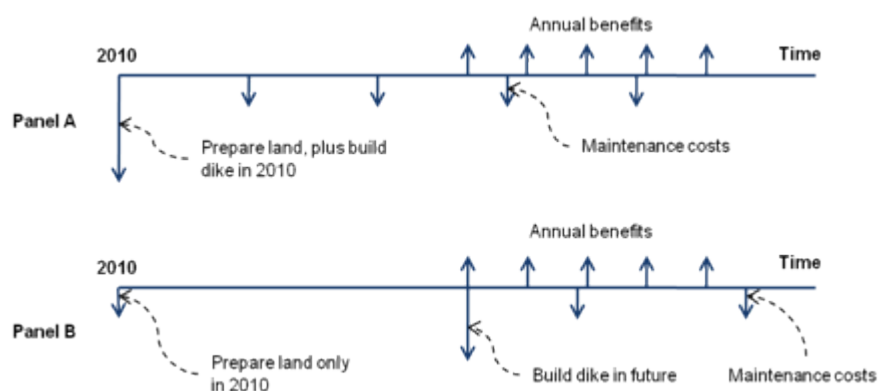 Annual benefits
2010
Time
Panel A
Prepare land, plus build
dike in 2010
Maintenance costs
Annual benefits
2010
Time
Panel B
Prepare land only
in 2010
Build dike in future
Maintenance costs